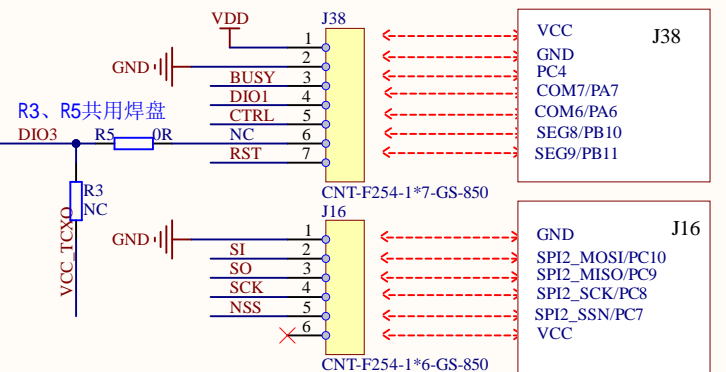 VDD
J38
1
VCC
J38
GND
2
GND
BUSY
3
PC4
DIO1
4
COM7/PA7
R3、R5共用焊盘
CTRL
5
COM6/PA6
DIO3
R5
0R
NC
6
SEG8/PB10
RST
7
SEG9/PB11
R3
NC
CNT-F254-1*7-GS-850
VCC_TCXO
J16
J16
GND
1
GND
SI
2
SPI2_MOSI/PC10
SO
3
SPI2_MISO/PC9
SCK
4
SPI2_SCK/PC8
NSS
5
SPI2_SSN/PC7
6
VCC
CNT-F254-1*6-GS-850